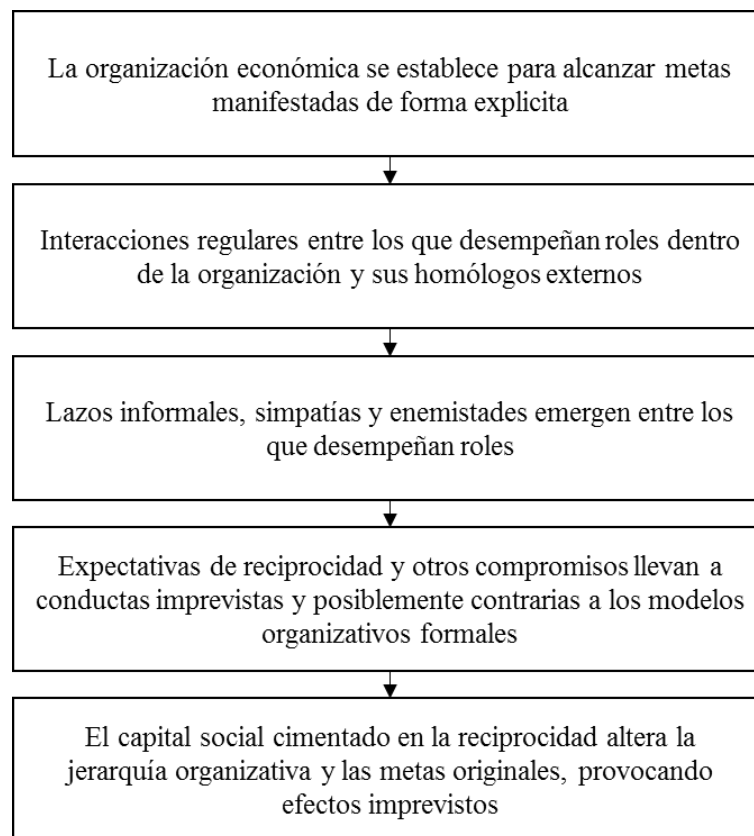 La organización económica se establece para alcanzar metas
manifestadas de forma explicita
Interacciones regulares entre los que desempeñan roles dentro
de la organización y sus homólogos externos
Lazos informales, simpatías y enemistades emergen entre los
que desempeñan roles
Expectativas de reciprocidad y otros compromisos llevan a
conductas imprevistas y posiblemente contrarias a los modelos
organizativos formales
El capital social cimentado en la reciprocidad altera la
jerarquía organizativa y las metas originales, provocando
efectos imprevistos